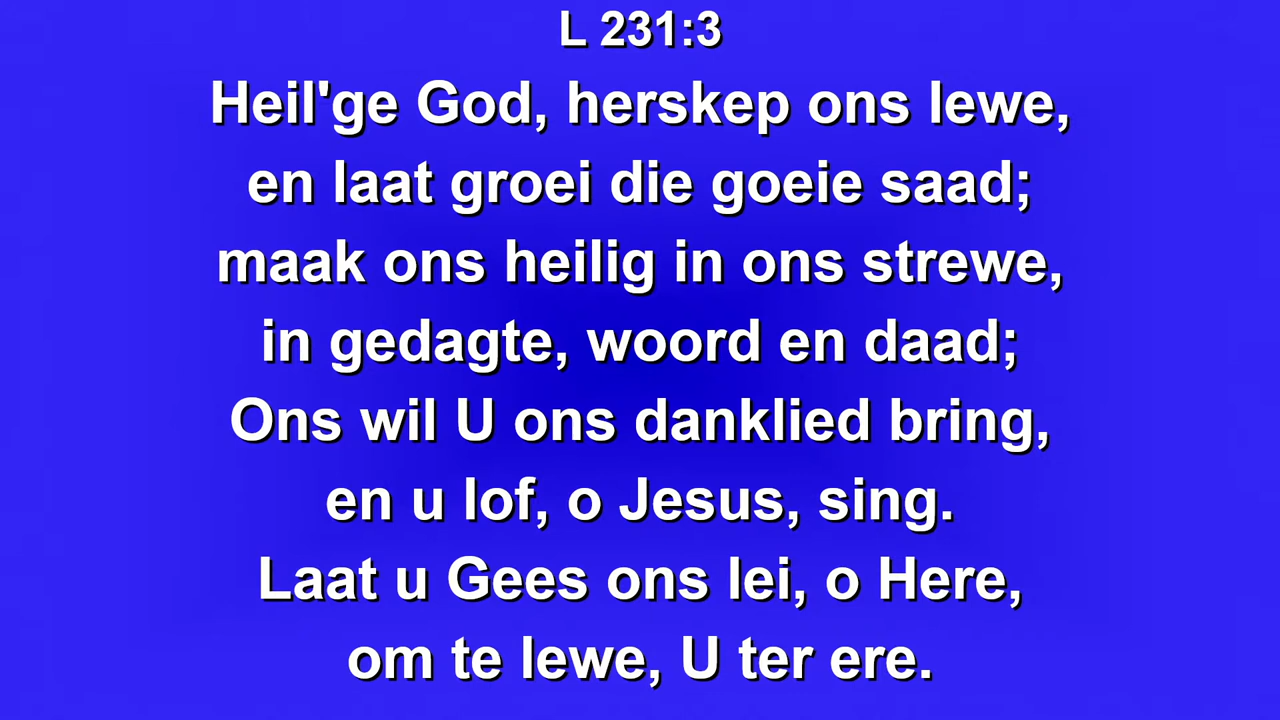 L 231:3
Heil'ge God, herskep ons lewe,
en laat groei die goeie saad;
maak ons heilig in ons strewe,
in gedagte, woord en daad;
Ons wil U ons danklied bring,
en u lof, o Jesus, sing.
Laat u Gees ons lei, o Here,
om te lewe, U ter ere.